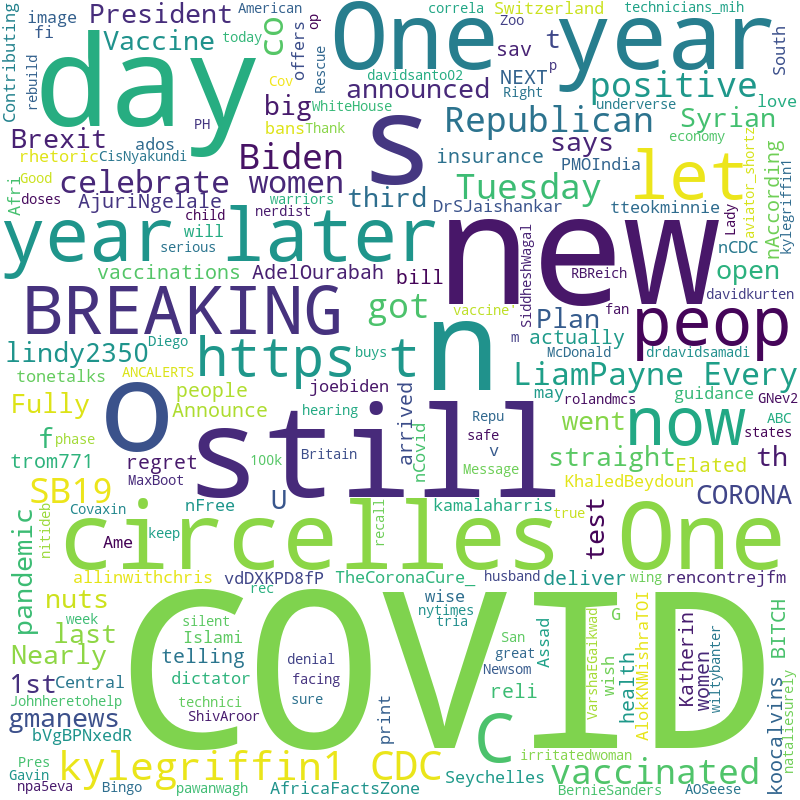 Contributing
image
fi
rebuild
President
Vaccine
American
today
co
offers
op
Rescue
One year
correla
Zoo
Switzerland
technicians_mih
South
day
Cov
sav
t
NEXT
p
davidsanto02
Right
positive
underverse
love
WhiteHouse
announced
big
PH
bans
Thank
s
Republican
Syrian
economy
Brexit
ados
rhetoric
CisNyakundi
Biden
says
PMOIndia
let
aviator_shortz
kylegriffin1
Afri
Good
doses
celebrate women
insurance
Tuesday
nAccording
AjuriNgelale
child
warriors
third
DrSJaishankar
tteokminnie
Lady
nerdist
serious
will
year later
new
SiddheshWagal
nCDC
open
vaccinations
AdelOurabah
bill
RBReich
fan
davidkurten
BREAKING
got
vaccine'
Plan
m
actually
peop
Diego
buys
McDonald
drdavidsamadi
lindy2350
https
t
n
LiamPayne Every
tonetalks
ANCALERTS
people
joebiden
may
rolandmcs
guidance
GNev2
Fully
Announce
o
hearing
arrived
Repu
went
now
ABC
states
f
phase
still
nCovid
safe
v
straight
th
trom771
regret
Britain
Message
Elated
MaxBoot
100k
KhaledBeydoun
SB19
Covaxin
nFree
U
kamalaharris
test
CORONA
pandemic
nitideb
circelles One
keep
Ame
recall
true
allinwithchris
vdDXKPD8fP
TheCoronaCure_
husband
deliver
wing
rencontrejfm
nuts
rec
wise
nytimes
tria
G
BITCH
last
week
silent
Islami
COVID
San
great
Assad
VarshaEGaikwad
wish
health
AlokKNMishraTOI
Katherin
women
wiltybanter
koocalvins
nataliesurely
Nearly
telling
denial
facing
sure
Newsom
1st
Central
dictator
reli
Johnheretohelp
technici
gmanews
ShivAroor
print
C
bVgBPNxedR
irritatedwoman
Pres
Gavin
kylegriffin1 CDC
Seychelles
vaccinated
npa5eva
Bingo
pawanwagh
AfricaFactsZone
BernieSanders
AOSeese